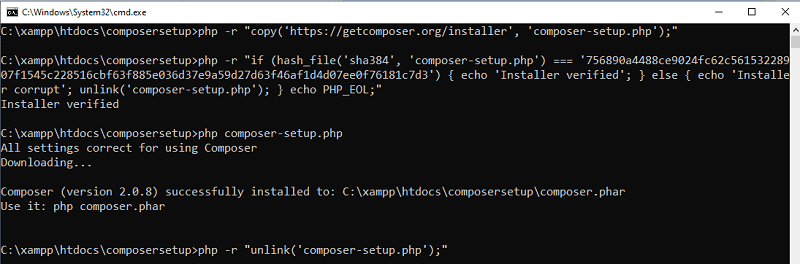 C:\Windows\System32\cmd.exe
C:\xampp\htdocs\composersetup>php -r "copy('https://getcomposer.org/installer', 'composer-setup.php');"
C:\xampp\htdocs\composersetup>php -r "if (hash_file('sha384', 'composer-setup.php') === '756890a4488ce9024fc62c561532289
07f1545c228516cbf63f885e036d37e9a59d27d63f46af1d4d07ee0f76181c7d3') { echo 'Installer verified'; } else { echo 'Installe
r corrupt'; unlink('composer-setup.php'); } echo PHP_EOL;"
Installer verified
C:\xampp\htdocs\composersetup>php composer-setup.php
All settings correct for using Composer
Downloading...
Composer (version 2.0.8) successfully installed to: C:\xampp\htdocs\composersetup\composer.phar
Use it: php composer.phar
C:\xampp\htdocs\composersetup>php -r "unlink('composer-setup.php');"